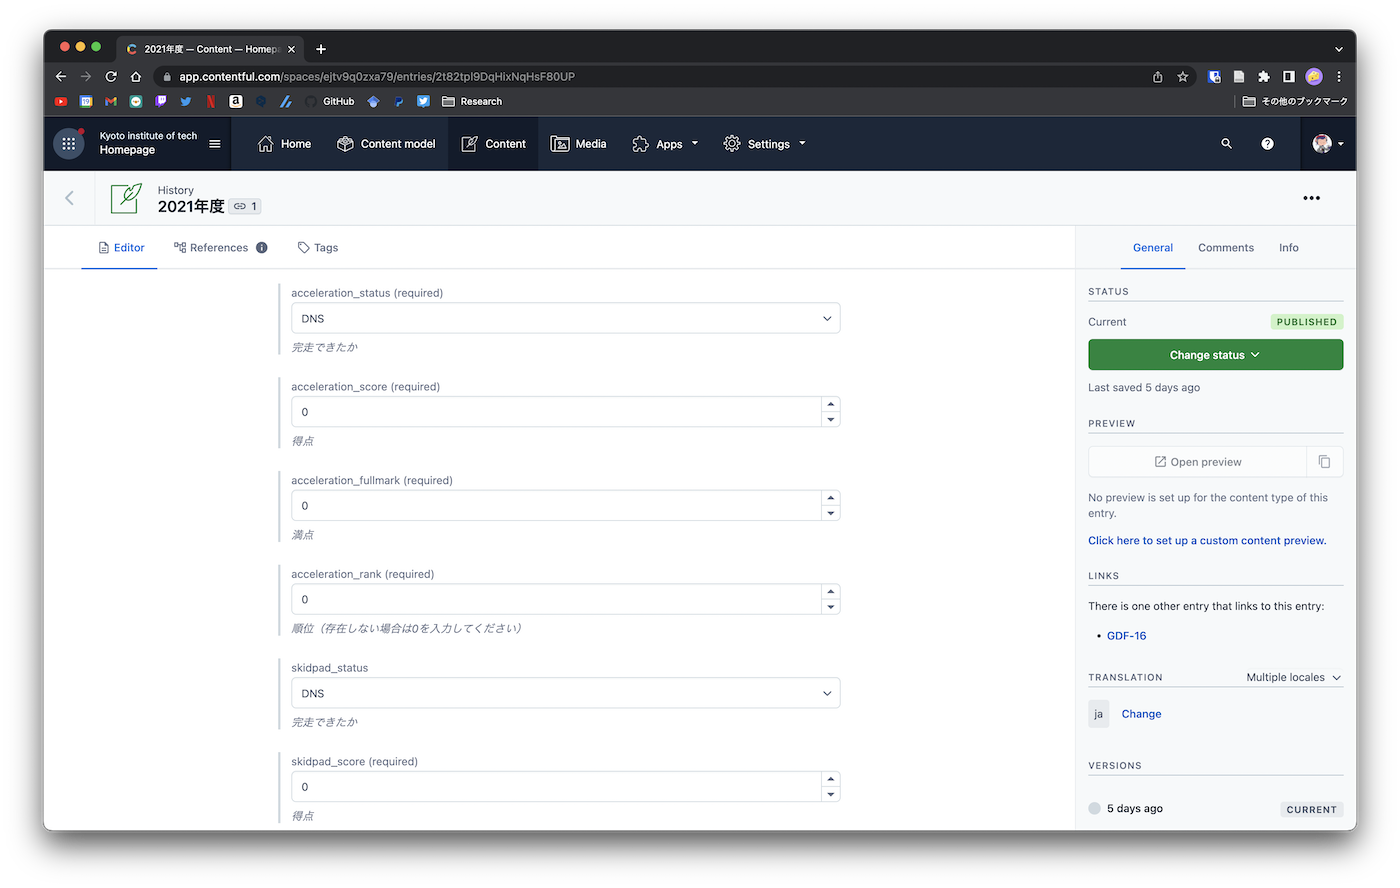 2021年度 — Content — Homep
app.contentful.com/spaces/ejtv9q0zxa79/entries/2t82tpl9DqHixNqHsF80UP
GitHub
Research
その他のブックマーク
Kyoto institute of tech
Homepage
Home
Content model
Content
Media
Apps
Settings
History
2021年度
1
Editor
References
Tags
General
Comments
Info
acceleration_status (required)
DNS
完走できたか
acceleration_score (required)
0
得点
acceleration_fullmark (required)
0
満点
acceleration_rank (required)
0
順位（存在しない場合は0を入力してください）
skidpad_status
DNS
完走できたか
skidpad_score (required)
0
得点
STATUS
Current
PUBLISHED
Change status
Last saved 5 days ago
PREVIEW
Open preview
No preview is set up for the content type of this
entry.
Click here to set up a custom content preview.
LINKS
There is one other entry that links to this entry:
• GDF-16
TRANSLATION
Multiple locales
ja
Change
VERSIONS
5 days ago
CURRENT